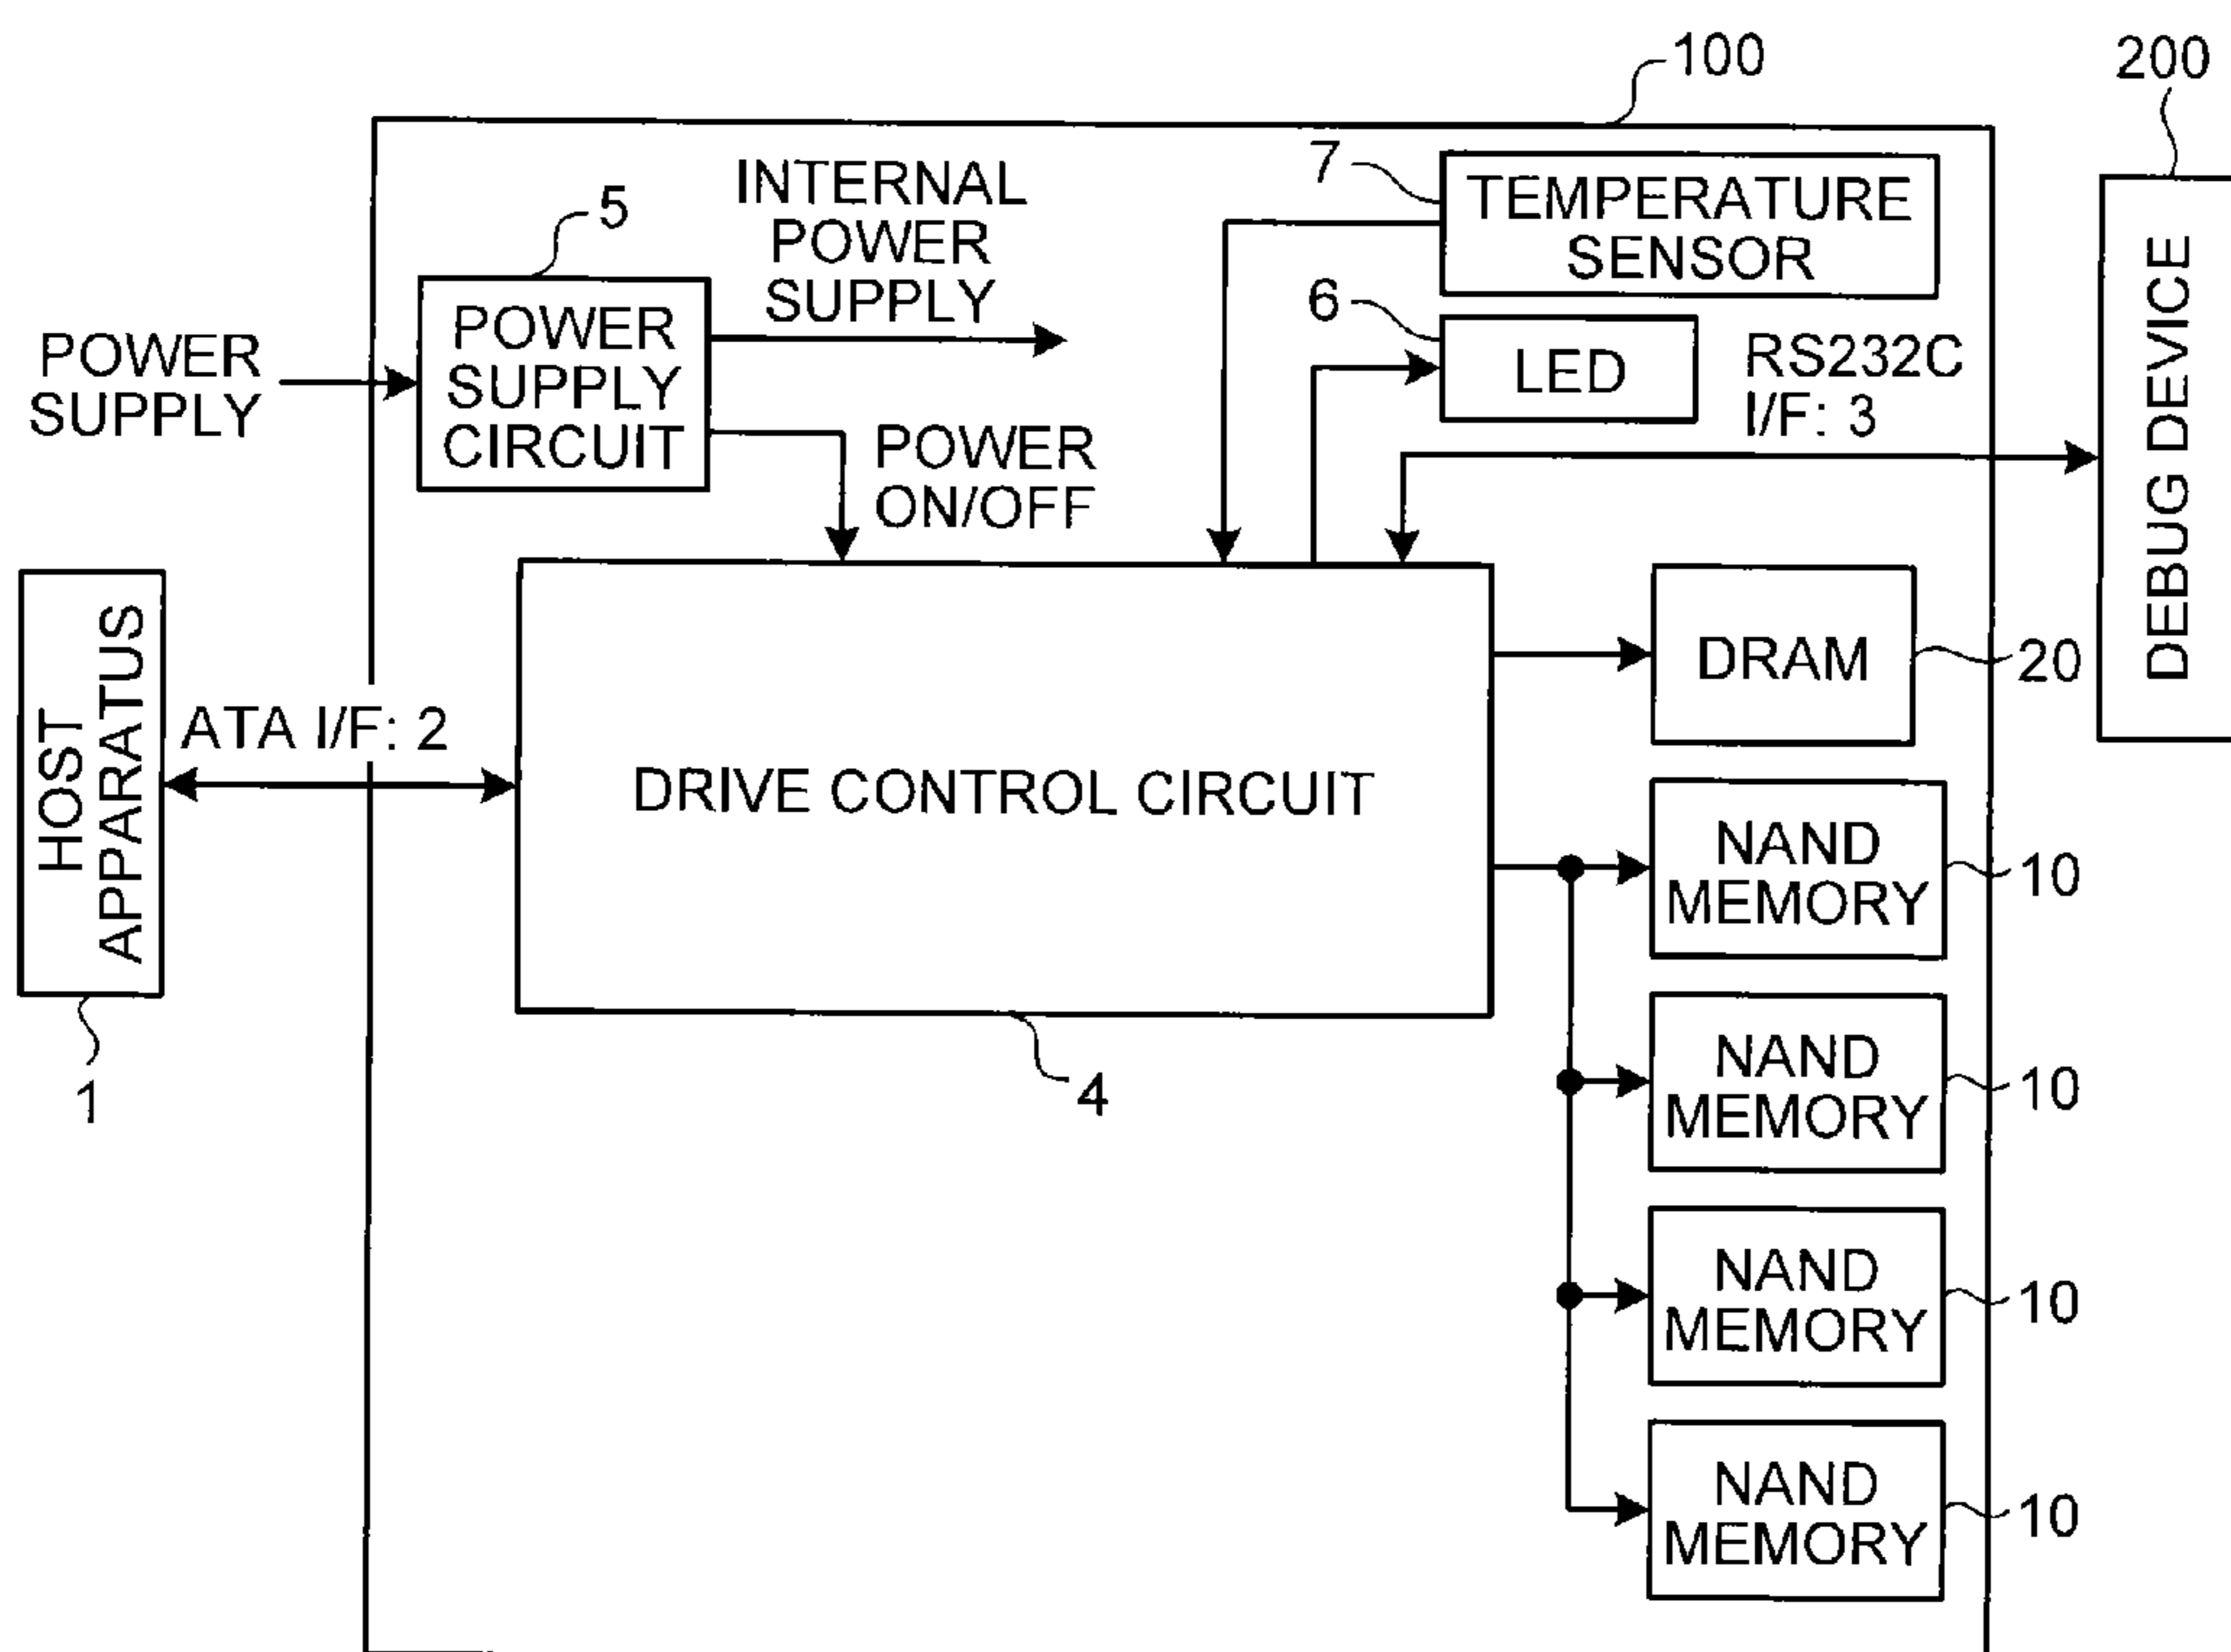 100
200
7
TEMPERATURE
SENSOR
INTERNAL
POWER
SUPPLY
5
6
LED
RS232C
I/F: 3
POWER
SUPPLY
POWER
SUPPLY
CIRCUIT
POWER
ON/OFF
DEBUG DEVICE
HOST
APPARATUS
ATA I/F: 2
DRIVE CONTROL CIRCUIT
DRAM
20
NAND
MEMORY
10
1
4
NAND
MEMORY
10
NAND
MEMORY
10
NAND
MEMORY
10